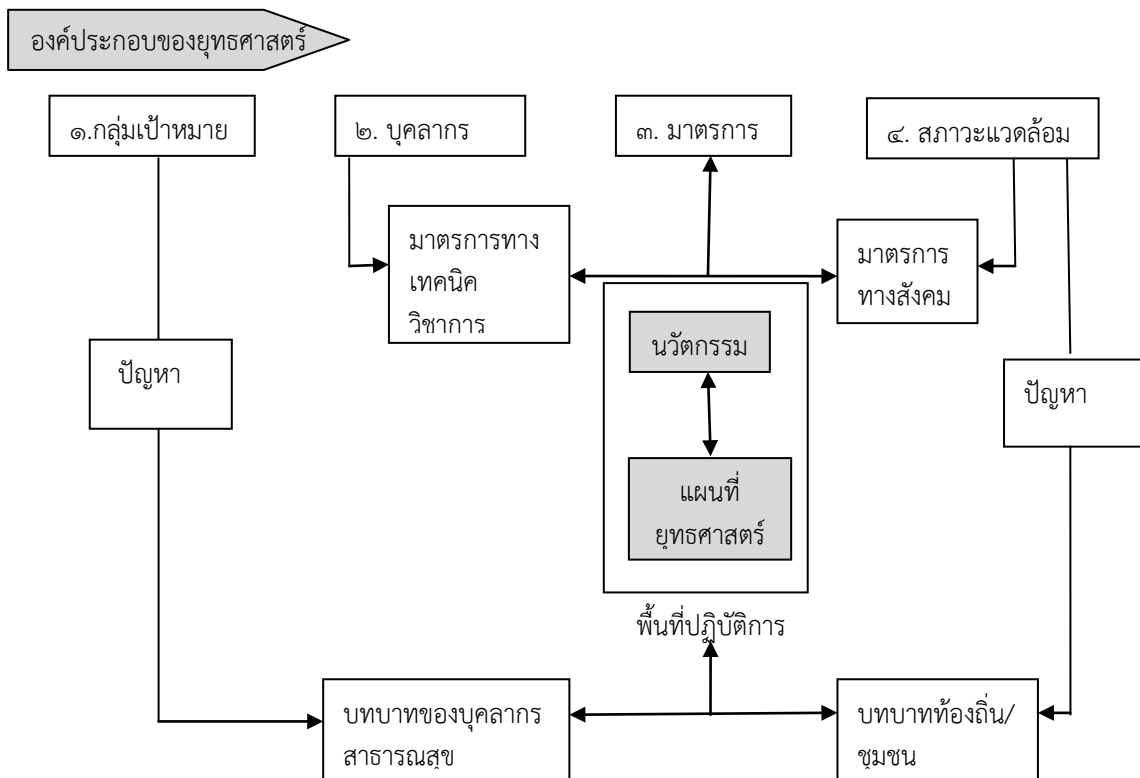 องค์ประกอบของยุทธศาสตร์
๑.กลุ่มเป้าหมาย
๒. บุคลากร
๓. มาตรการ
๔. สภาวะแวดล้อม
มาตรการทาง
เทคนิค
วิชาการ
มาตรการ
ทางสังคม
นวัตกรรม
ปัญหา
ปัญหา
แผนที่
ยุทธศาสตร์
พื้นที่ปฏิบัติการ
บทบาทของบุคลากร
สาธารณสุข
บทบาทท้องถิ่น/
ชุมชน